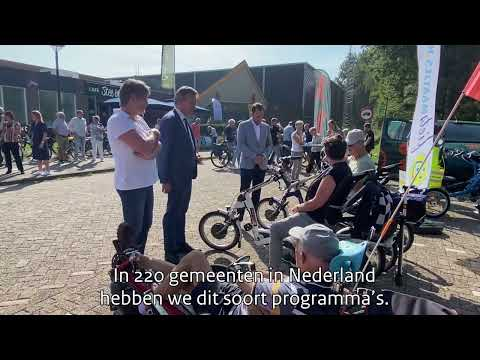 In 220 gemeenten in Nederland
hebben we dit soort programma's.